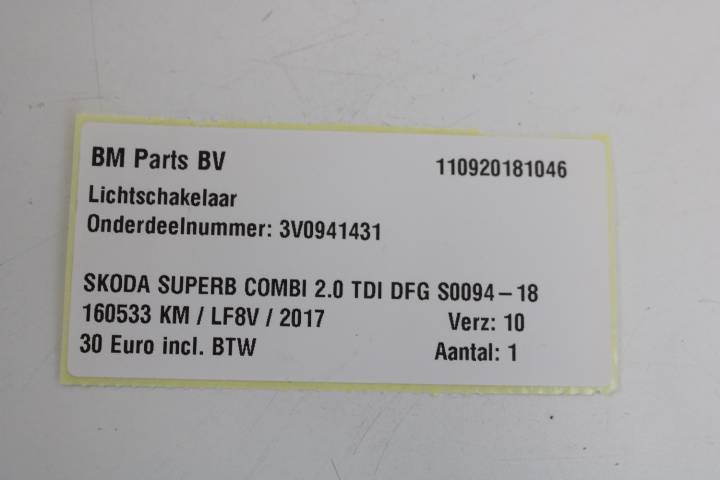 BM Parts BV 110920181046
Lichtschakelaar
Onderdeelnummer: 3V0941431
SKODA SUPERB COMBI 2.0 TDI DFG S0094-18
160533 KM / LF8V / 2017 Verz: 10
30 Euro incl. BTW Aantal: 1